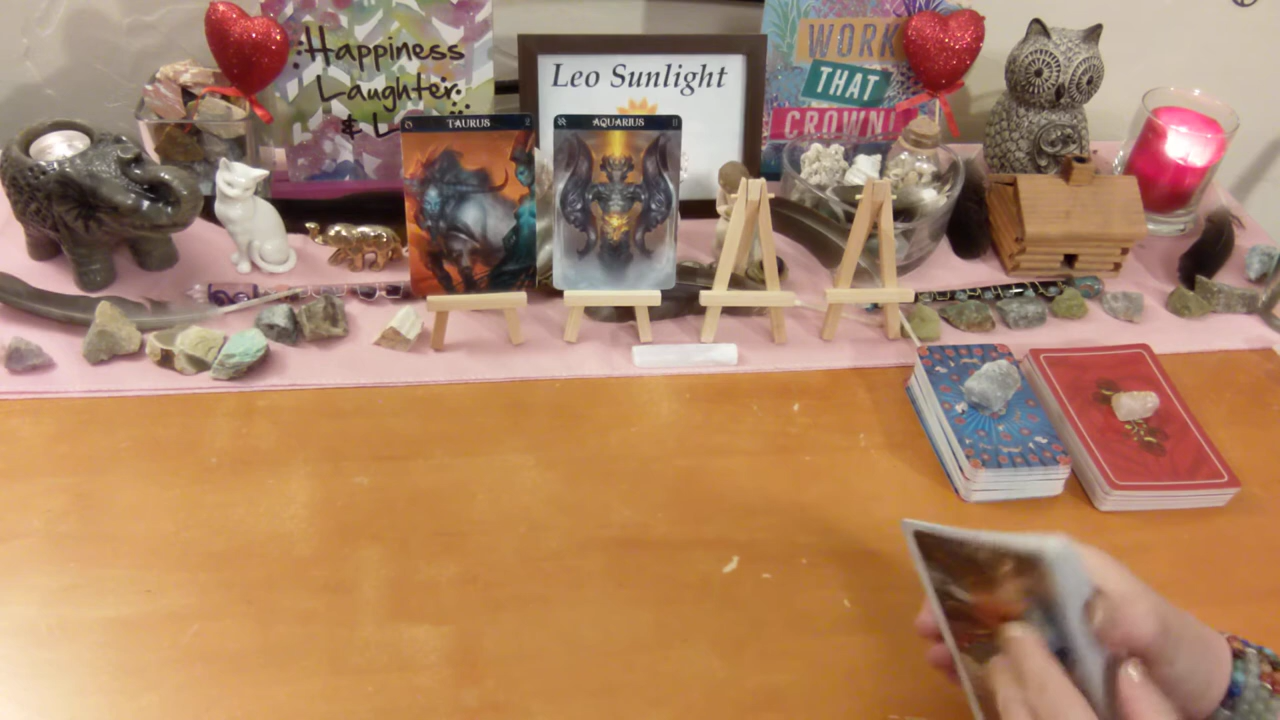 Happiness
Laughter
& L
Leo Sunlight
WORK
THAT
CROWN!
TAURUS
AQUARIUS